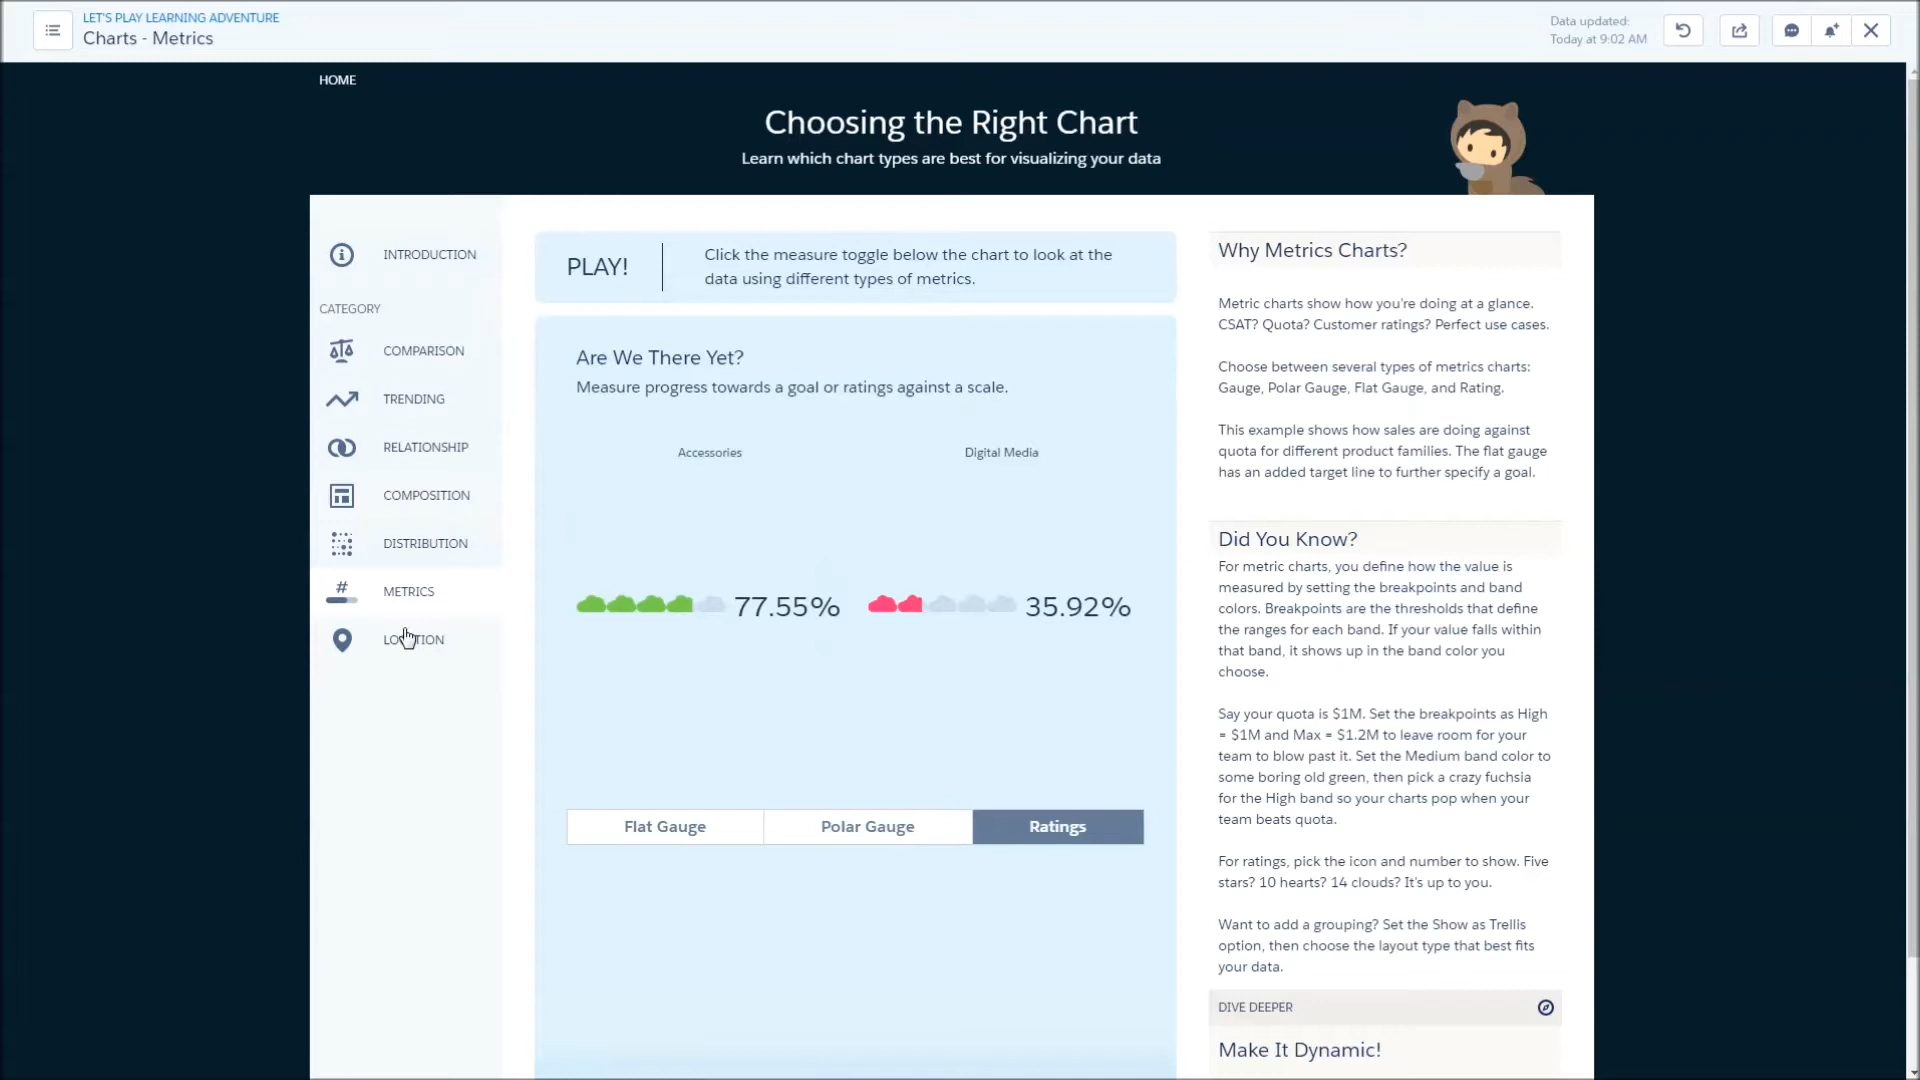 LET'S PLAY LEARNING ADVENTURE
Charts - Metrics
Data updated:
Today at 9:02 AM
HOME
Choosing the Right Chart
Learn which chart types are best for visualizing your data
INTRODUCTION
CATEGORY
COMPARISON
TRENDING
RELATIONSHIP
COMPOSITION
DISTRIBUTION
METRICS
LOCATION
PLAY!
Click the measure toggle below the chart to look at the
data using different types of metrics.
Are We There Yet?
Measure progress towards a goal or ratings against a scale.
Accessories
Digital Media
77.55%
35.92%
Flat Gauge
Polar Gauge
Ratings
Why Metrics Charts?
Metric charts show how you're doing at a glance.
CSAT? Quota? Customer ratings? Perfect use cases.
Choose between several types of metrics charts:
Gauge, Polar Gauge, Flat Gauge, and Rating.
This example shows how sales are doing against
quota for different product families. The flat gauge
has an added target line to further specify a goal.
Did You Know?
For metric charts, you define how the value is
measured by setting the breakpoints and band
colors. Breakpoints are the thresholds that define
the ranges for each band. If your value falls within
that band, it shows up in the band color you
choose.
Say your quota is $1M. Set the breakpoints as High
= $1M and Max = $1.2M to leave room for your
team to blow past it. Set the Medium band color to
some boring old green, then pick a crazy fuchsia
for the High band so your charts pop when your
team beats quota.
For ratings, pick the icon and number to show. Five
stars? 10 hearts? 14 clouds? It's up to you.
Want to add a grouping? Set the Show as Trellis
option, then choose the layout type that best fits
your data.
DIVE DEEPER
Make It Dynamic!